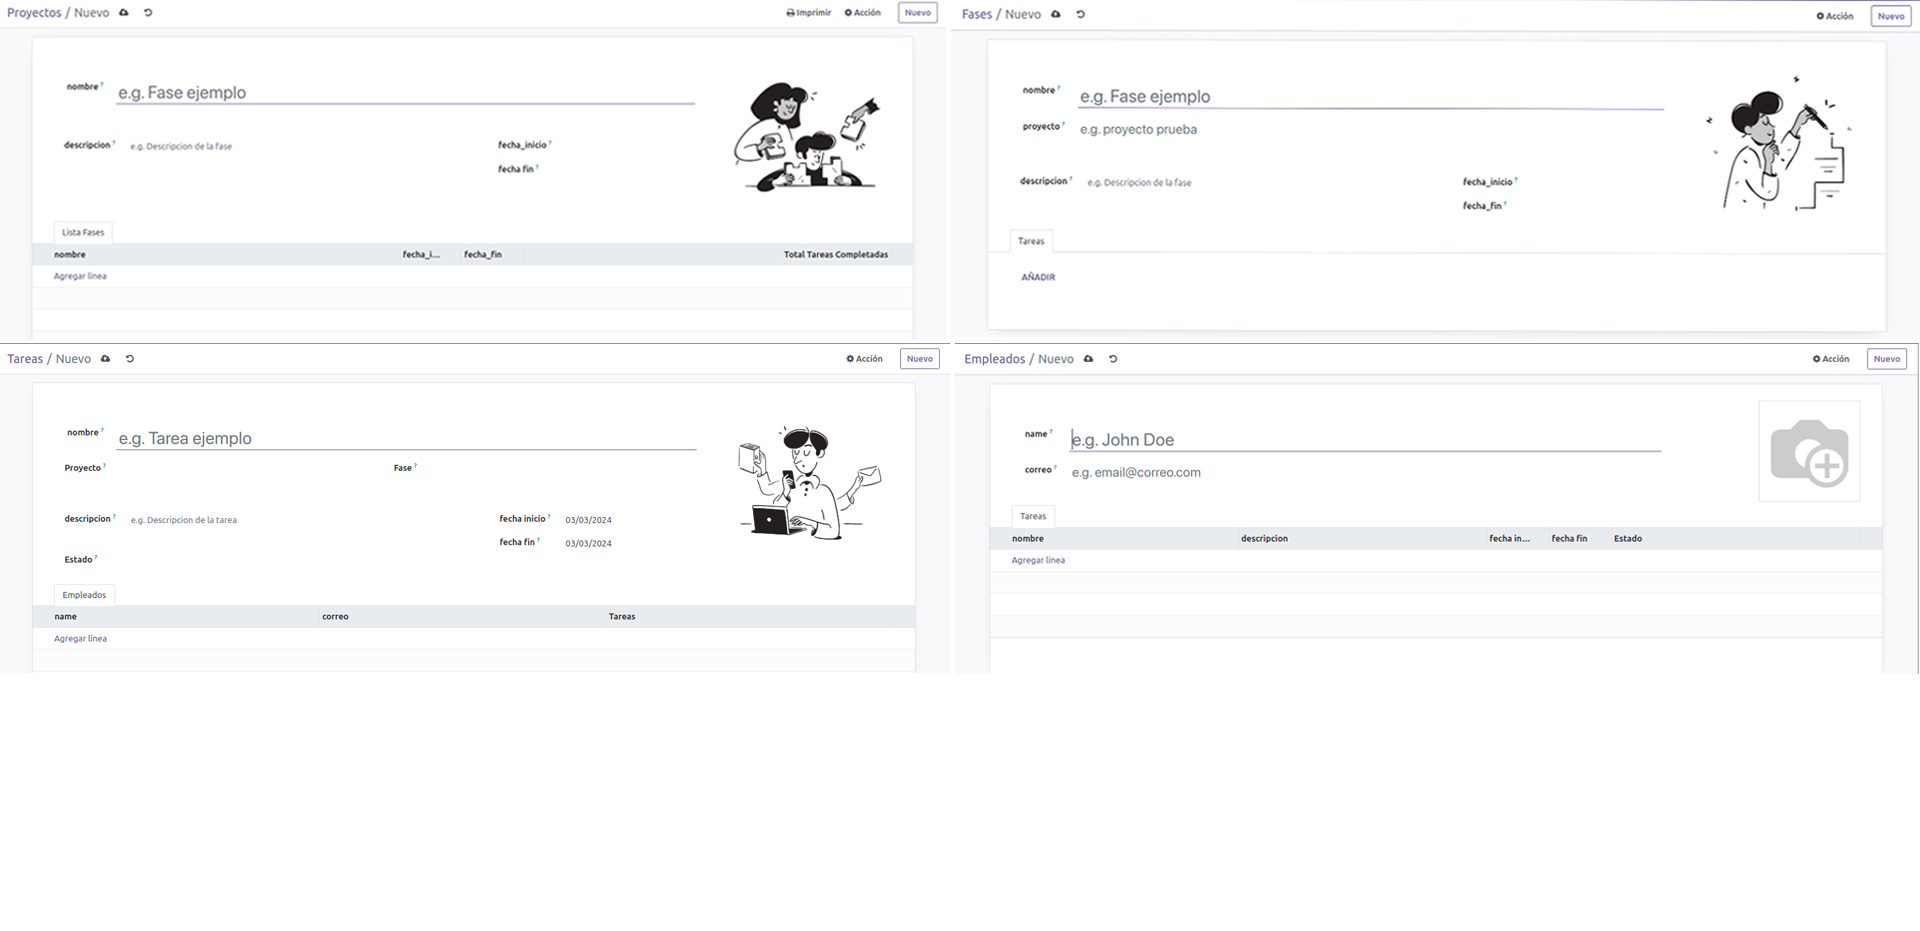 Proyectos / Nuevo
Imprimir Acción Nuevo
nombre ?
e.g. Fase ejemplo
descripcion ? e.g. Descripcion de la fase
fecha_inicio ?
fecha fin ?
Lista Fases
nombre fecha_i... fecha_fin Total Tareas Completadas
Agregar línea
Fases / Nuevo
Acción Nuevo
nombre ?
e.g. Fase ejemplo
proyecto ? e.g. proyecto prueba
descripcion ? e.g. Descripcion de la fase
fecha_inicio ?
fecha_fin ?
Tareas
AÑADIR
Tareas / Nuevo
Acción Nuevo
nombre ?
e.g. Tarea ejemplo
Proyecto ? Fase ?
descripcion ? e.g. Descripcion de la tarea
fecha inicio ? 03/03/2024
fecha fin ? 03/03/2024
Estado ?
Empleados
name correo Tareas
Agregar línea
Empleados / Nuevo
Acción Nuevo
name ?
e.g. John Doe
correo ? e.g. email@correo.com
Tareas
nombre descripcion fecha in... fecha fin Estado
Agregar línea